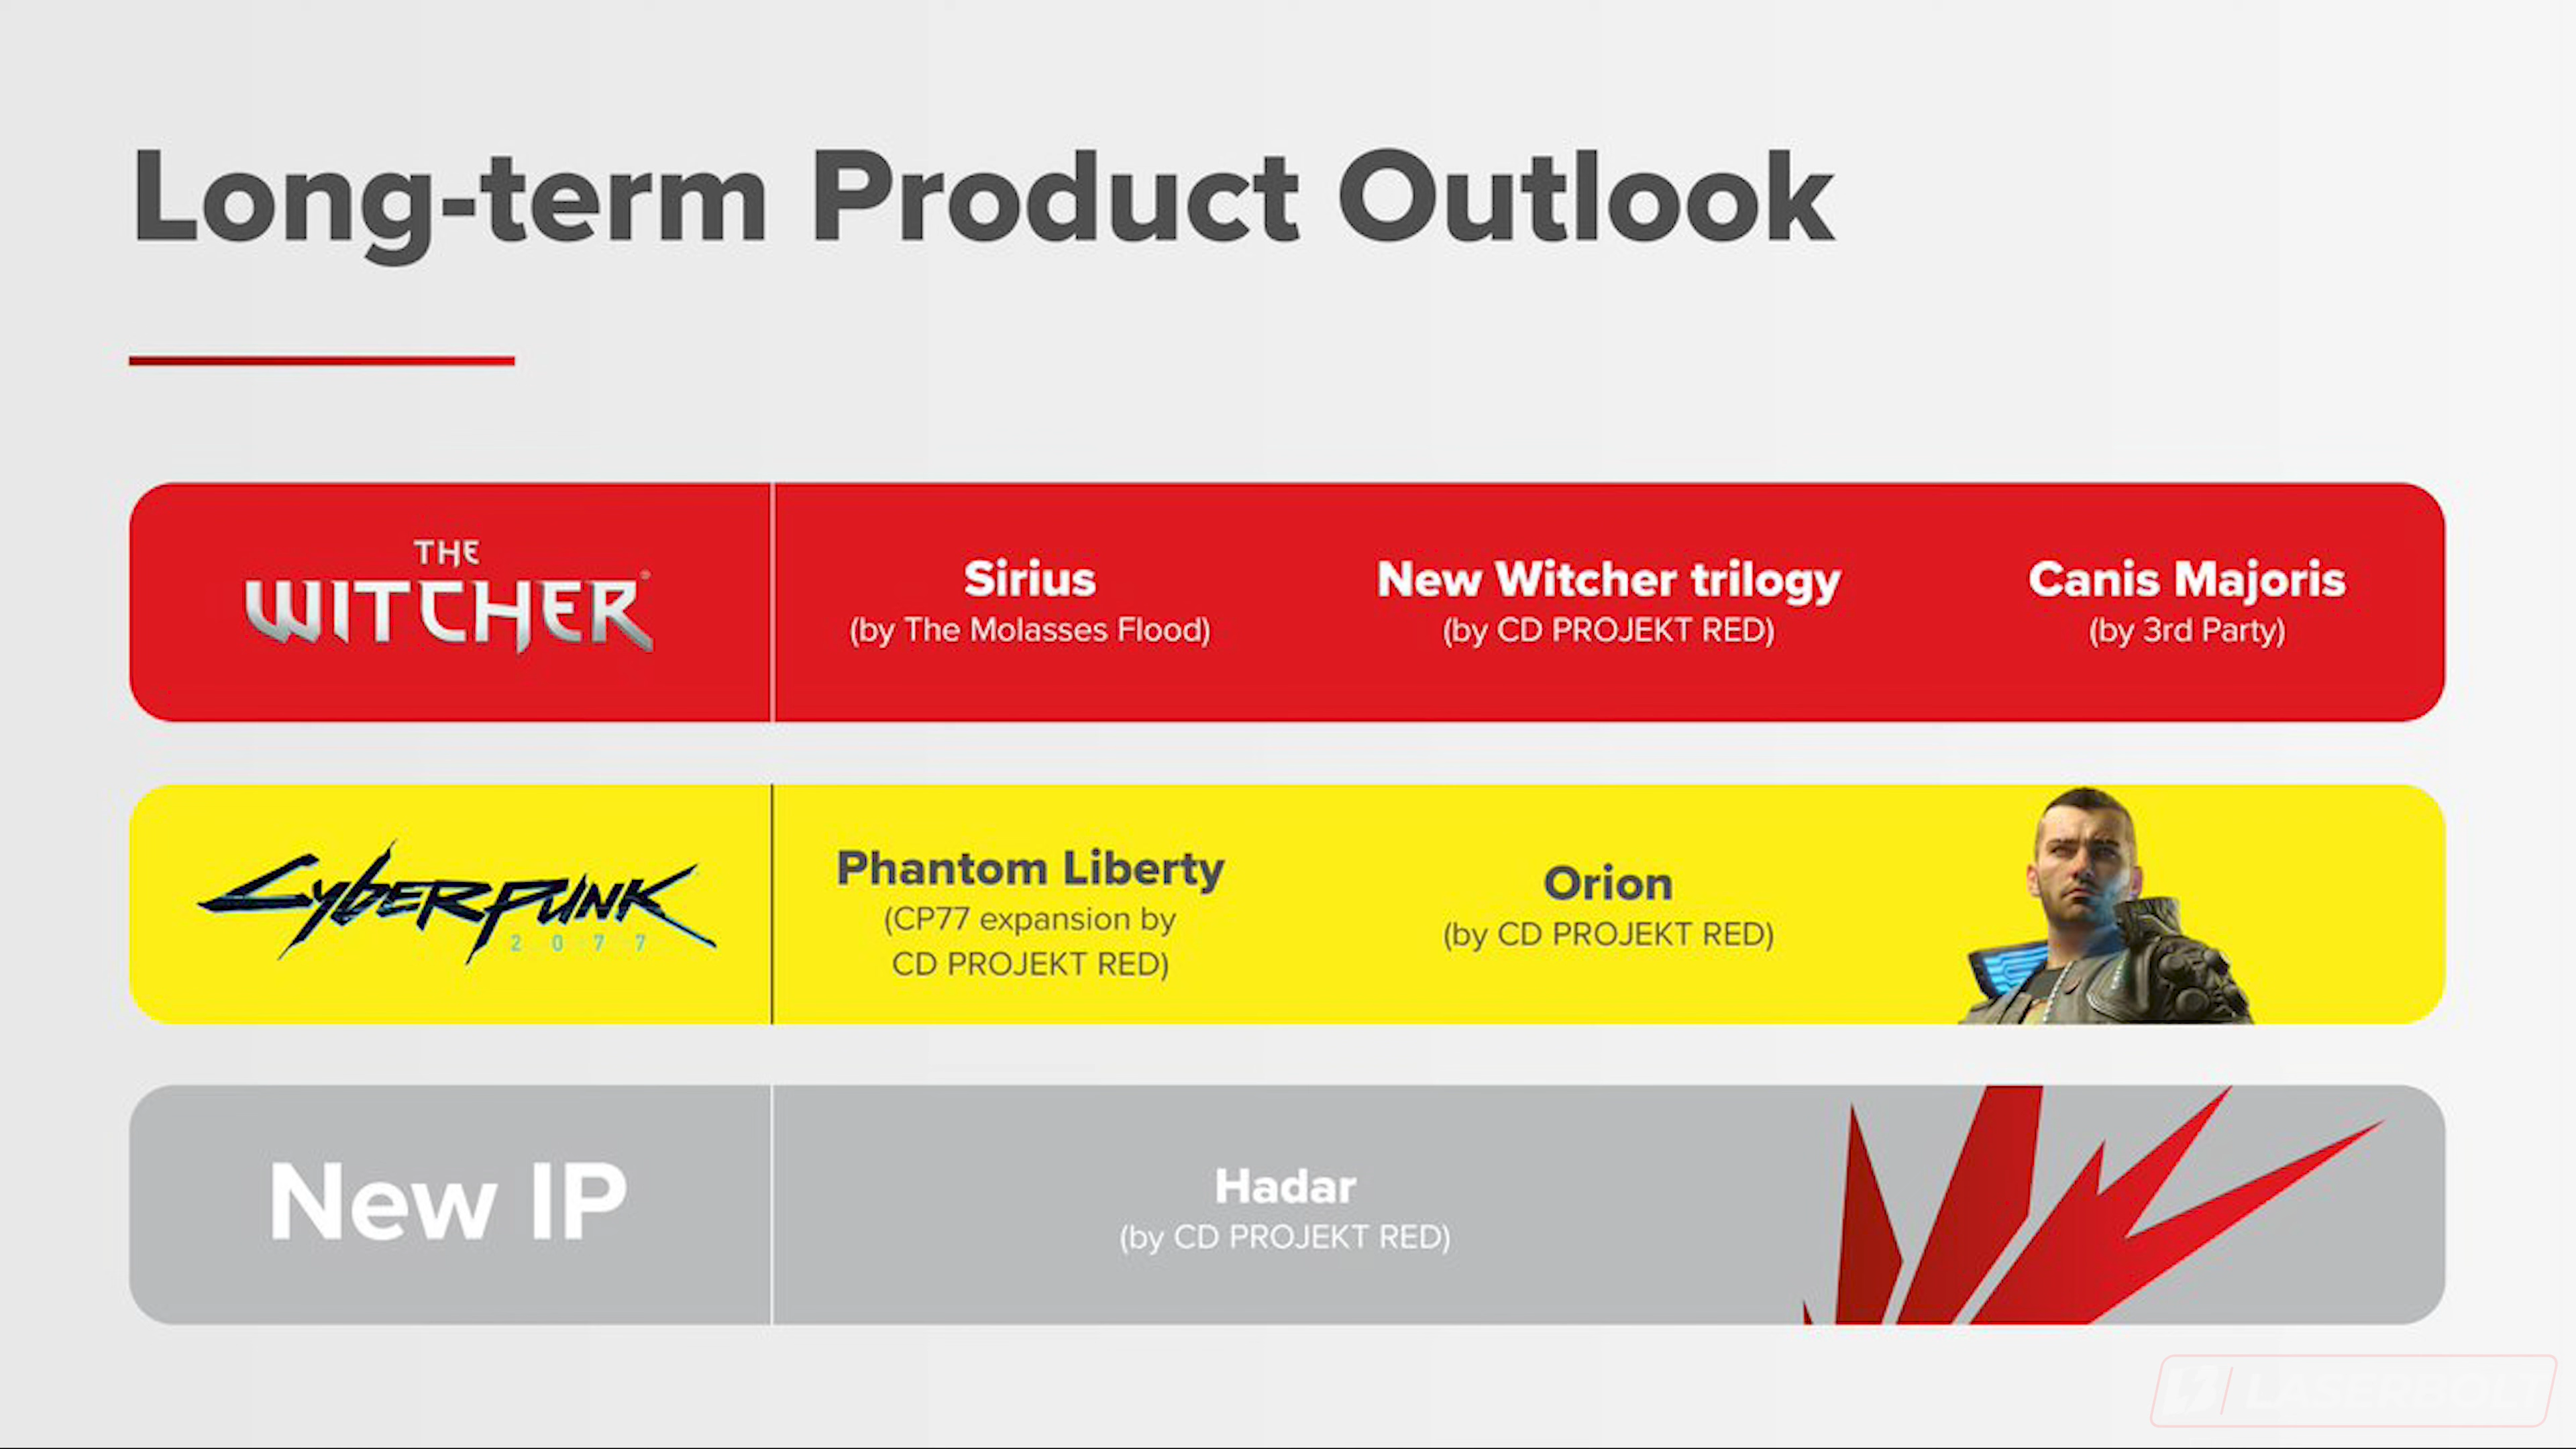 Long-term Product Outlook
THE
WITCHER®
Sirius
(by The Molasses Flood)
New Witcher trilogy
(by CD PROJEKT RED)
Canis Majoris
(by 3rd Party)
CYBERPUNK
2077
Phantom Liberty
(CP77 expansion by
CD PROJEKT RED)
Orion
(by CD PROJEKT RED)
New IP
Hadar
(by CD PROJEKT RED)
LASERBOLT